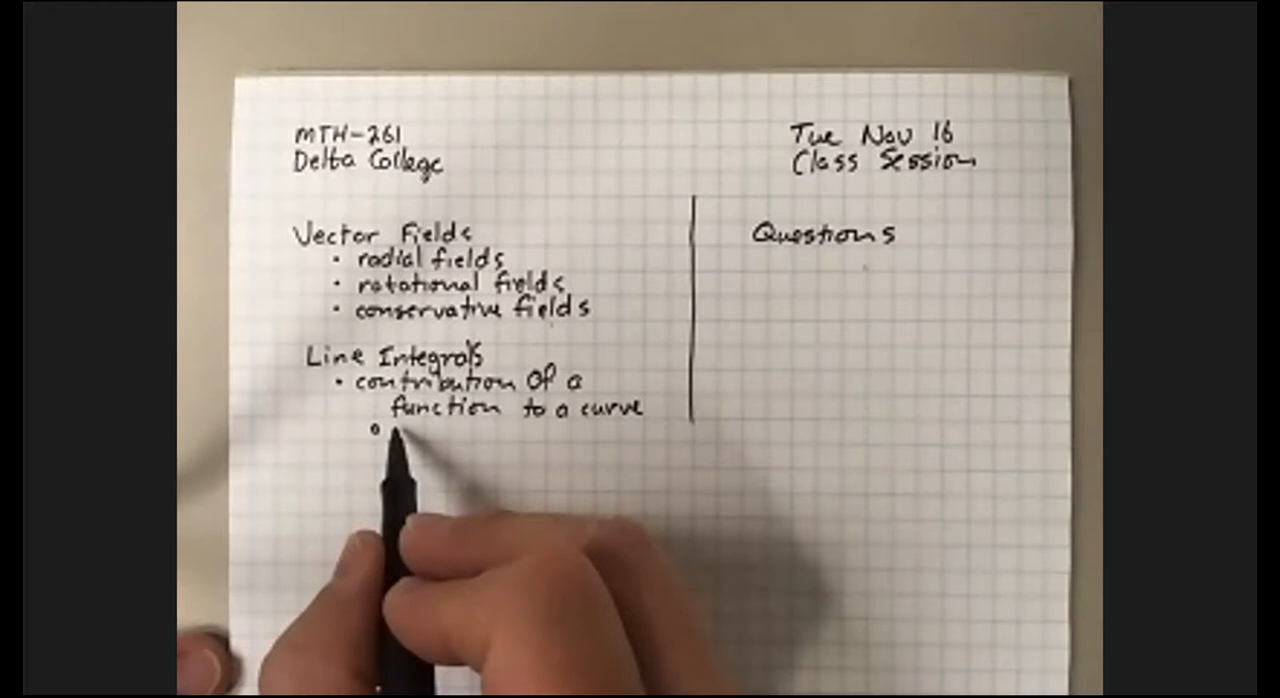 MTH-261
Delta College
Tue Nov 16
Class Session
Vector Fields
• radial fields
• rotational fields
• conservative fields
Line Integrals
• contribution of a
function to a curve
Questions